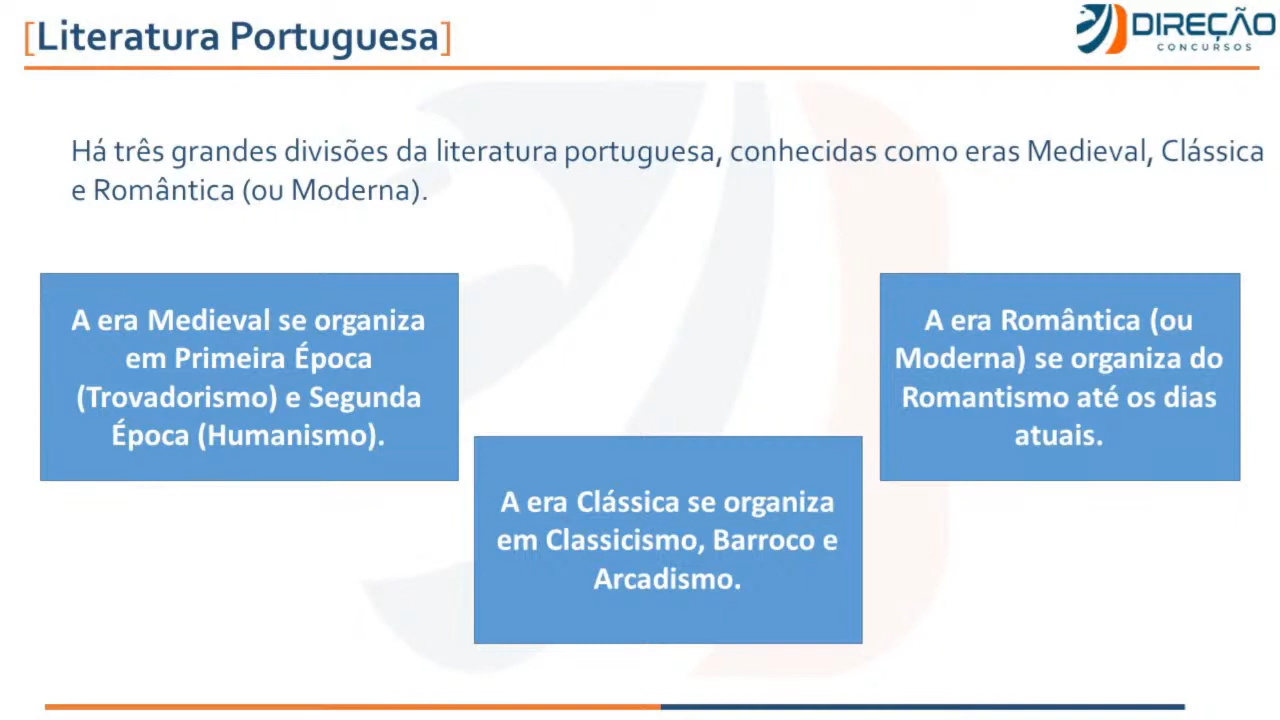 [Literatura Portuguesa]
DIREÇÃO
CONCURSOS
Há três grandes divisões da literatura portuguesa, conhecidas como eras Medieval, Clássica
e Romântica (ou Moderna).
A era Medieval se organiza
em Primeira Época
(Trovadorismo) e Segunda
Época (Humanismo).
A era Clássica se organiza
em Classicismo, Barroco e
Arcadismo.
A era Romântica (ou
Moderna) se organiza do
Romantismo até os dias
atuais.